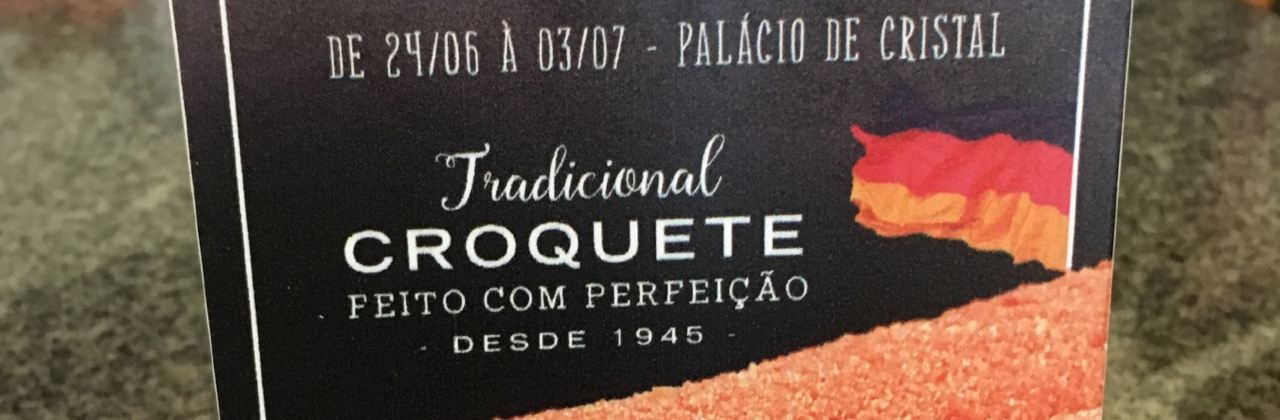 DE 24/06 À 03/07 - PALÁCIO DE CRISTAL
Tradicional
CROQUETE
FEITO COM PERFEIÇÃO
- DESDE 1945 -